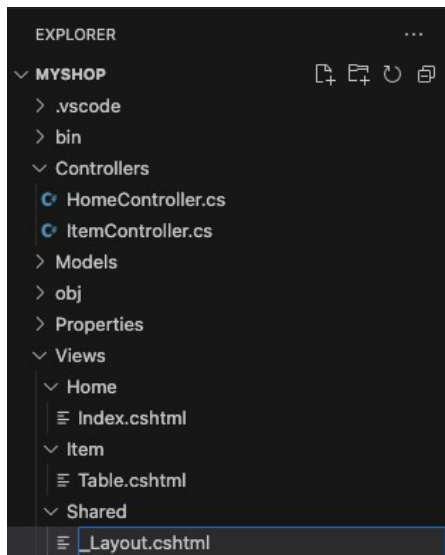 EXPLORER ...
MYSHOP
.vscode
bin
Controllers
C# HomeController.cs
C# ItemController.cs
Models
obj
Properties
Views
Home
Index.cshtml
Item
Table.cshtml
Shared
_Layout.cshtml